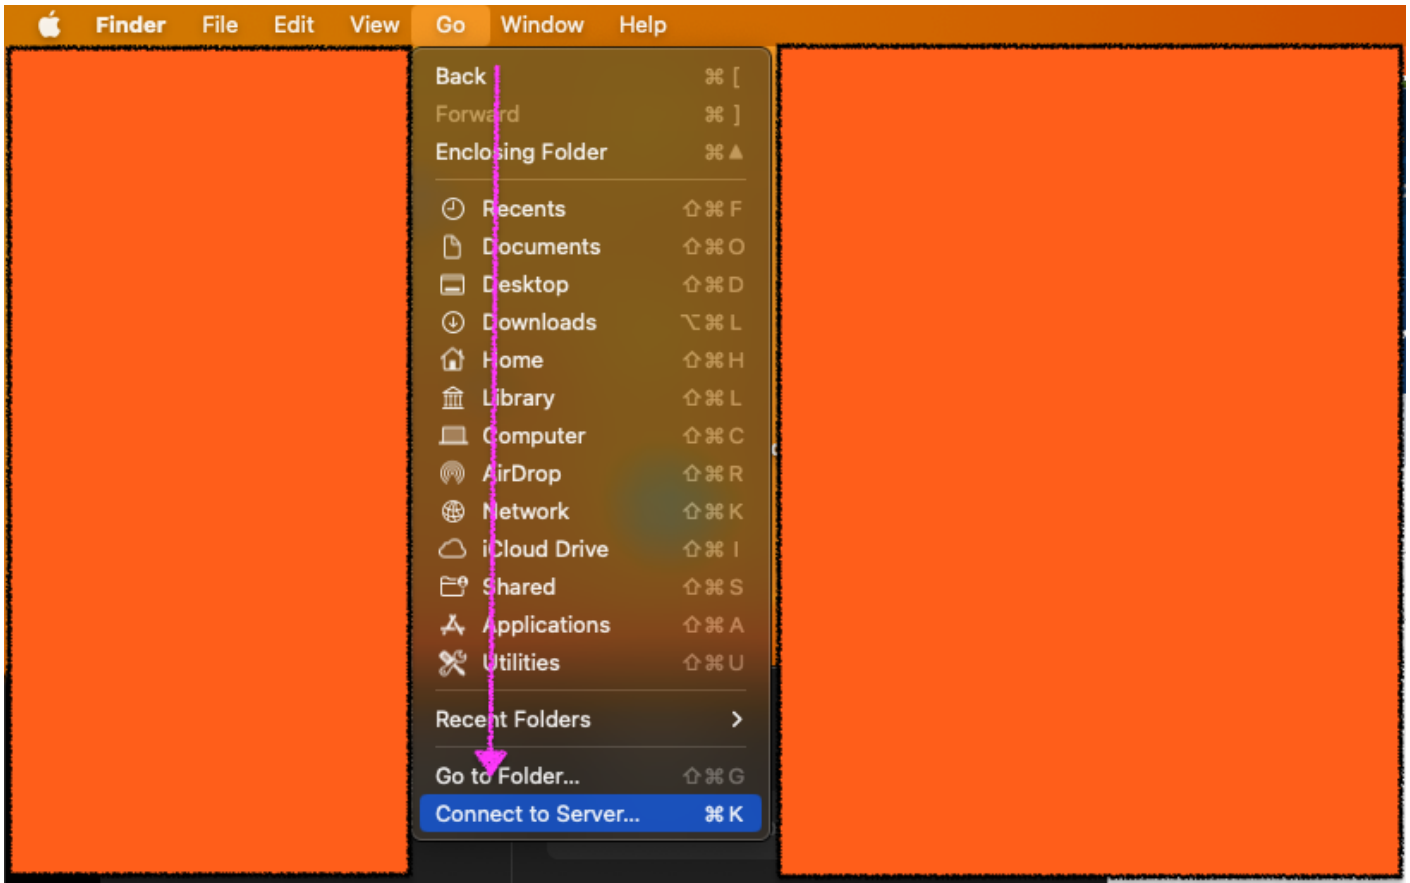 Finder File Edit View Go Window Help
Back ⌘ [
Forward ⌘ ]
Enclosing Folder ⌘ ▲
Recents ⇧ ⌘ F
Documents ⇧ ⌘ O
Desktop ⇧ ⌘ D
Downloads ⌥ ⌘ L
Home ⇧ ⌘ H
Library ⇧ ⌘ L
Computer ⇧ ⌘ C
AirDrop ⇧ ⌘ R
Network ⇧ ⌘ K
iCloud Drive ⇧ ⌘ I
Shared ⇧ ⌘ S
Applications ⇧ ⌘ A
Utilities ⇧ ⌘ U
Recent Folders
Go to Folder... ⇧ ⌘ G
Connect to Server... ⌘ K